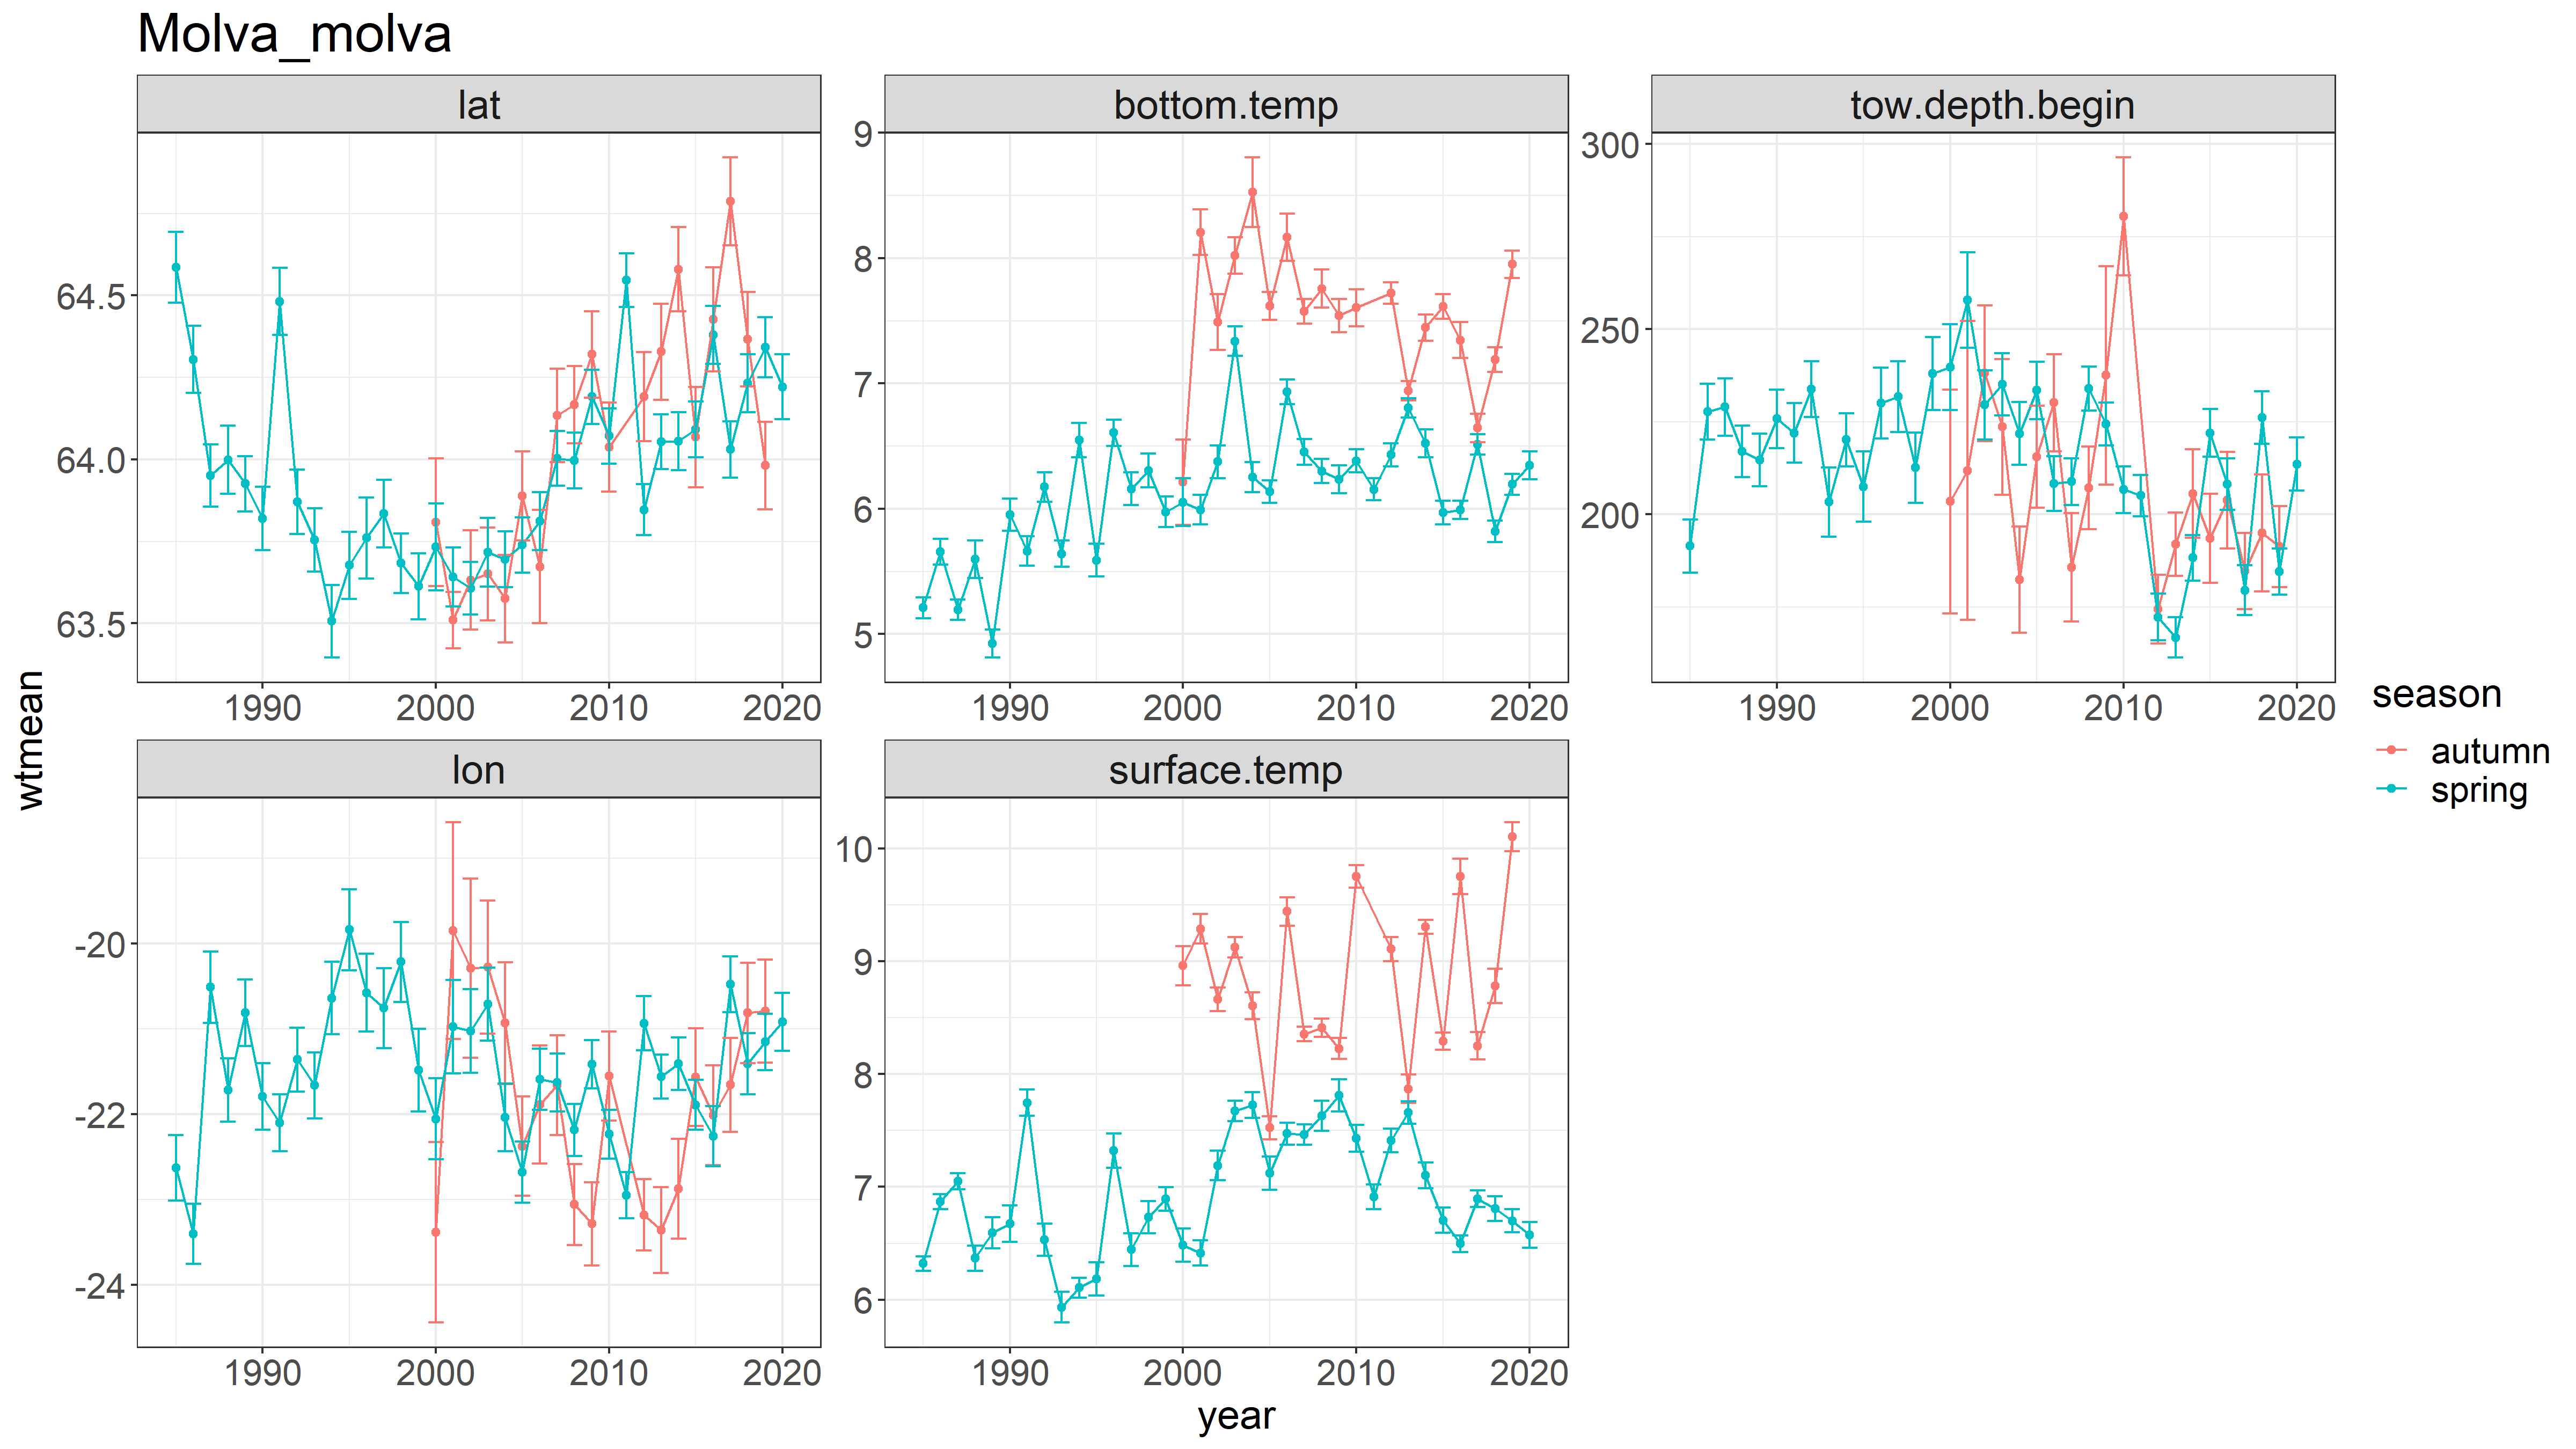 Molva_molva
lat
bottom.temp
tow.depth.begin
64.5
64.0
63.5
9
8
7
6
5
300
250
200
1990 2000 2010 2020
1990 2000 2010 2020
1990 2000 2010 2020
wtmean
lon
surface.temp
-20
-22
-24
10
9
8
7
6
1990 2000 2010 2020
1990 2000 2010 2020
year
season
autumn
spring